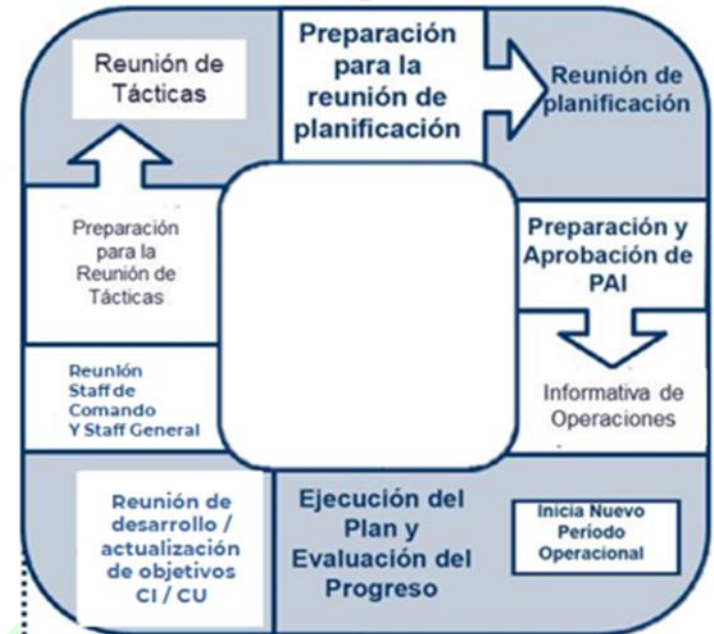 Reunión de
Tácticas
Preparación
para la
reunión de
planificación
Reunión de
planificación
Preparación
para la
Reunión de
Tácticas
Preparación y
Aprobación de
PAI
Reunión
Staff de
Comando
Y Staff General
Informativa de
Operaciones
Reunión de
desarrollo /
actualización
de objetivos
CI / CU
Ejecución del
Plan y
Evaluación del
Progreso
Inicia Nuevo
Período
Operacional